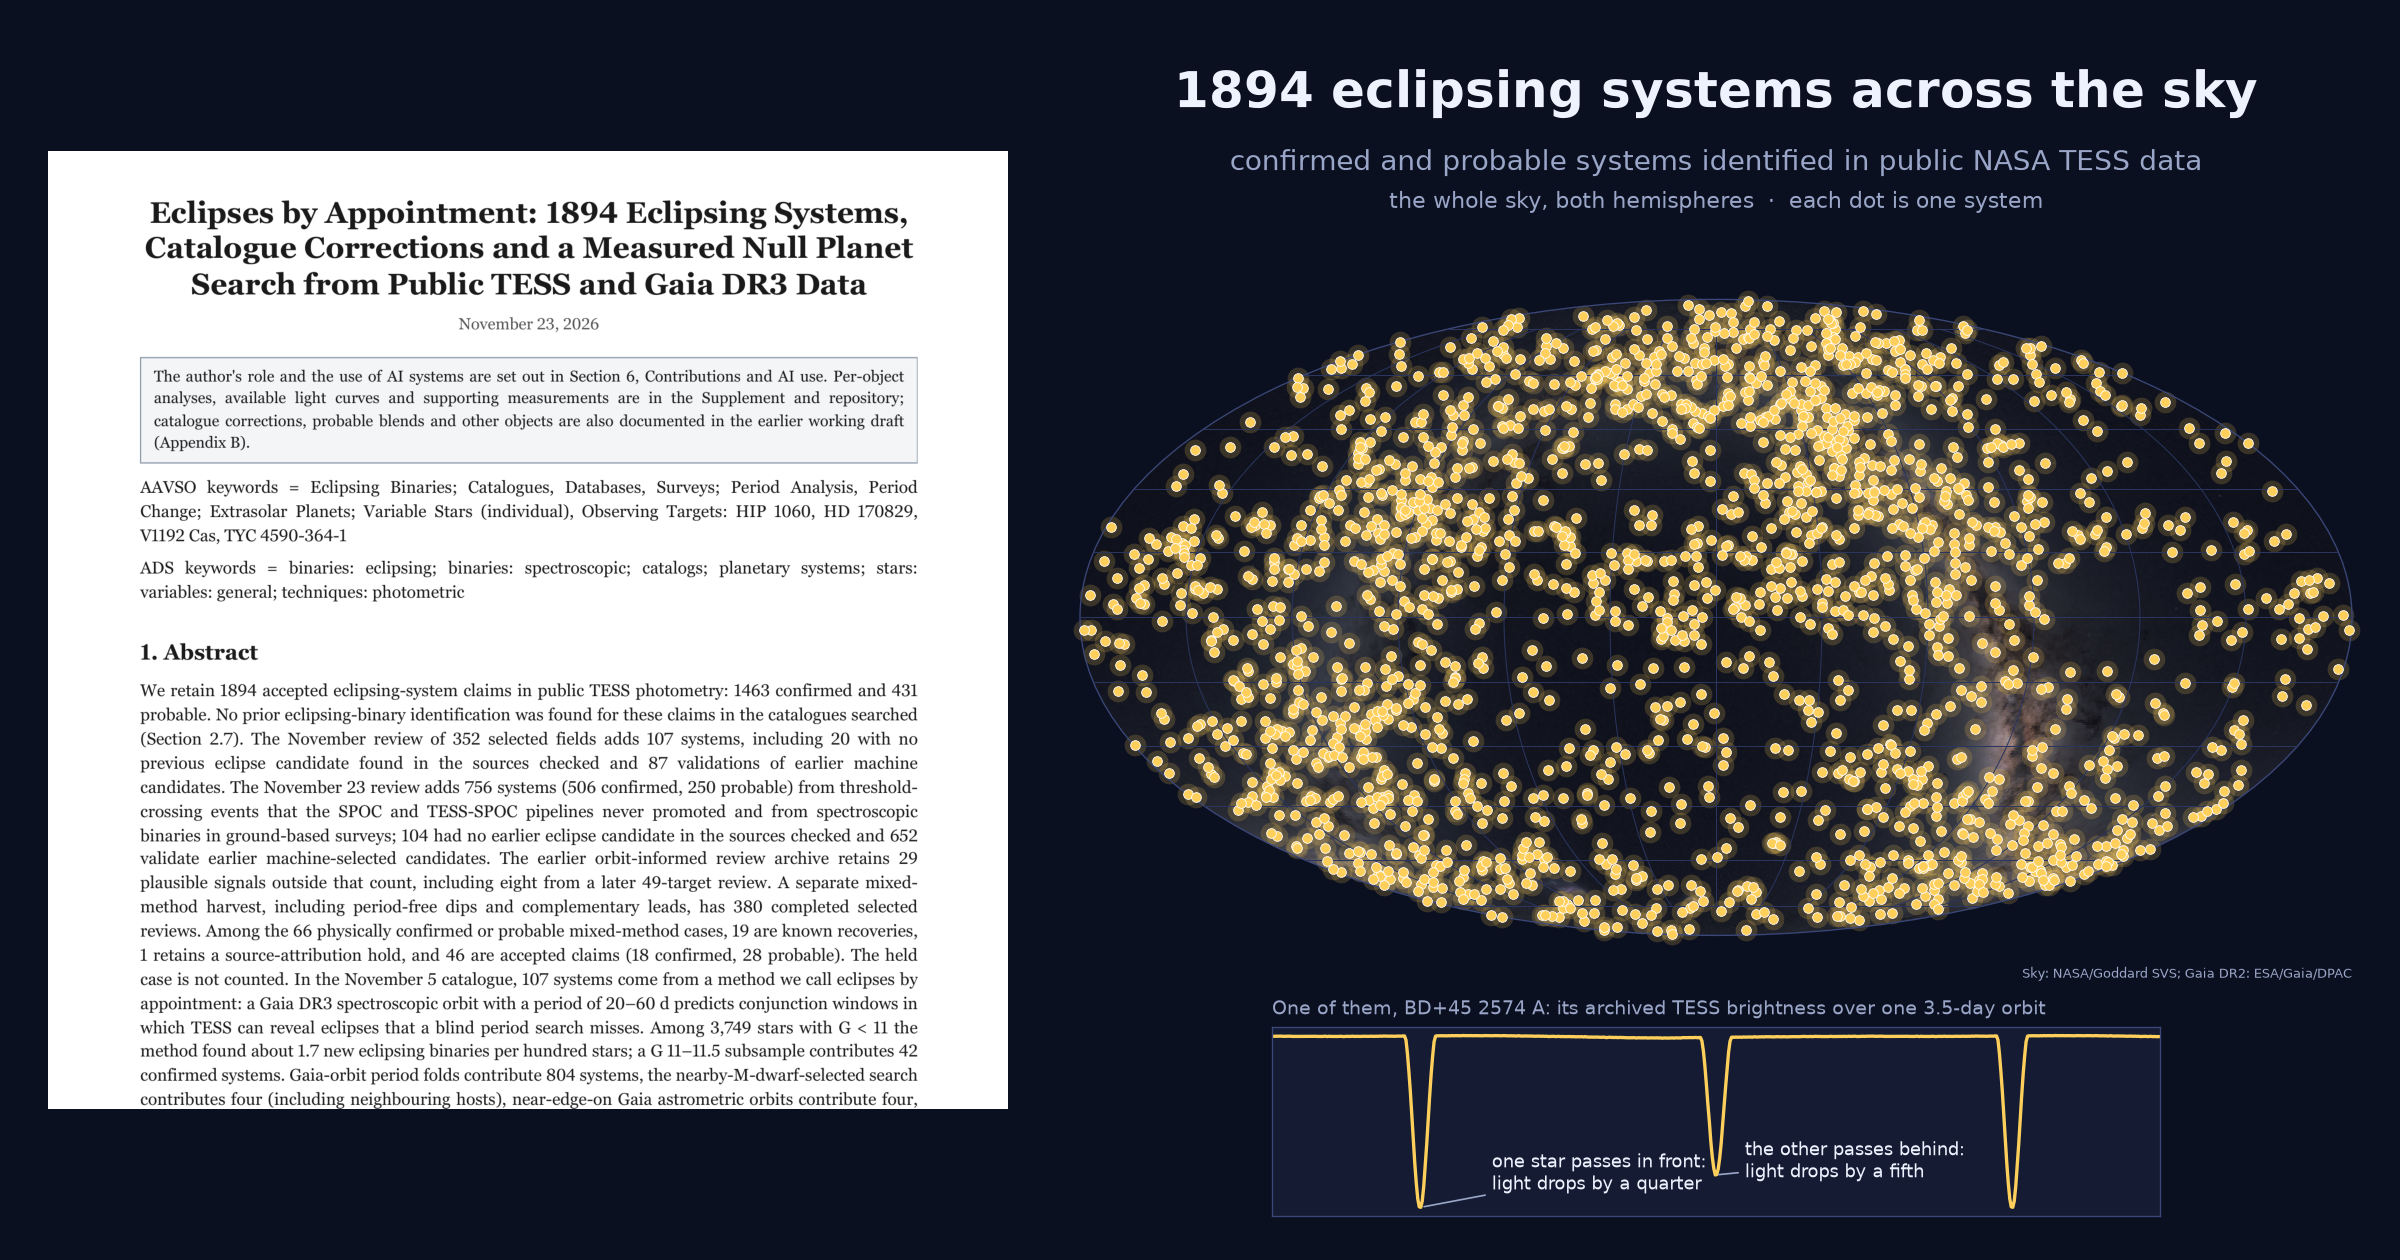 Eclipses by Appointment: 1894 Eclipsing Systems,
Catalogue Corrections and a Measured Null Planet
Search from Public TESS and Gaia DR3 Data
November 23, 2026
The author's role and the use of AI systems are set out in Section 6, Contributions and AI use. Per-object
analyses, available light curves and supporting measurements are in the Supplement and repository;
catalogue corrections, probable blends and other objects are also documented in the earlier working draft
(Appendix B).
AAVSO keywords = Eclipsing Binaries; Catalogues, Databases, Surveys; Period Analysis, Period
Change; Extrasolar Planets; Variable Stars (individual), Observing Targets: HIP 1060, HD 170829,
V1192 Cas, TYC 4590-364-1
ADS keywords = binaries: eclipsing; binaries: spectroscopic; catalogs; planetary systems; stars:
variables: general; techniques: photometric
1. Abstract
We retain 1894 accepted eclipsing-system claims in public TESS photometry: 1463 confirmed and 431
probable. No prior eclipsing-binary identification was found for these claims in the catalogues searched
(Section 2.7). The November review of 352 selected fields adds 107 systems, including 20 with no
previous eclipse candidate found in the sources checked and 87 validations of earlier machine
candidates. The November 23 review adds 756 systems (506 confirmed, 250 probable) from threshold-
crossing events that the SPOC and TESS-SPOC pipelines never promoted and from spectroscopic
binaries in ground-based surveys; 104 had no earlier eclipse candidate in the sources checked and 652
validate earlier machine-selected candidates. The earlier orbit-informed review archive retains 29
plausible signals outside that count, including eight from a later 49-target review. A separate mixed-
method harvest, including period-free dips and complementary leads, has 380 completed selected
reviews. Among the 66 physically confirmed or probable mixed-method cases, 19 are known recoveries,
1 retains a source-attribution hold, and 46 are accepted claims (18 confirmed, 28 probable). The held
case is not counted. In the November 5 catalogue, 107 systems come from a method we call eclipses by
appointment: a Gaia DR3 spectroscopic orbit with a period of 20–60 d predicts conjunction windows in
which TESS can reveal eclipses that a blind period search misses. Among 3,749 stars with G < 11 the
method found about 1.7 new eclipsing binaries per hundred stars; a G 11–11.5 subsample contributes 42
confirmed systems. Gaia-orbit period folds contribute 804 systems, the nearby-M-dwarf-selected search
contributes four (including neighbouring hosts), near-edge-on Gaia astrometric orbits contribute four,
1894 eclipsing systems across the sky
confirmed and probable systems identified in public NASA TESS data
the whole sky, both hemispheres · each dot is one system
Sky: NASA/Goddard SVS; Gaia DR2: ESA/Gaia/DPAC
One of them, BD+45 2574 A: its archived TESS brightness over one 3.5-day orbit
one star passes in front:
light drops by a quarter
the other passes behind:
light drops by a fifth